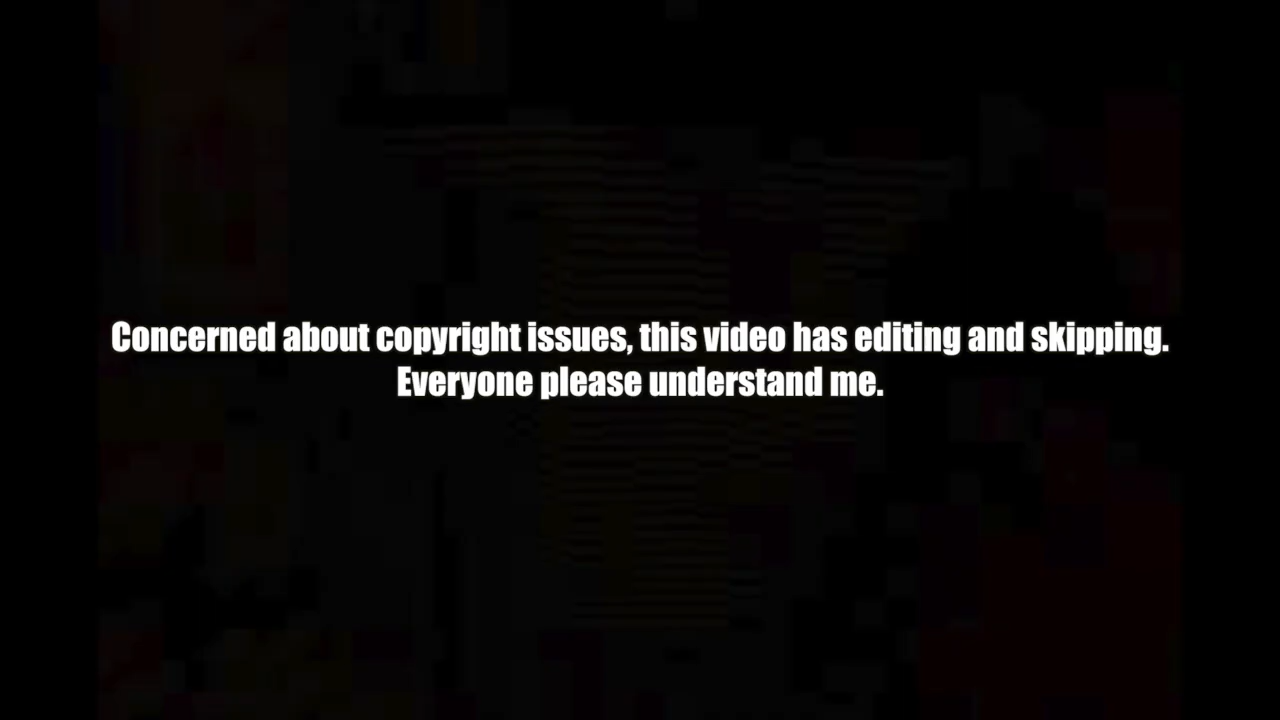 Concerned about copyright issues, this video has editing and skipping.
Everyone please understand me.